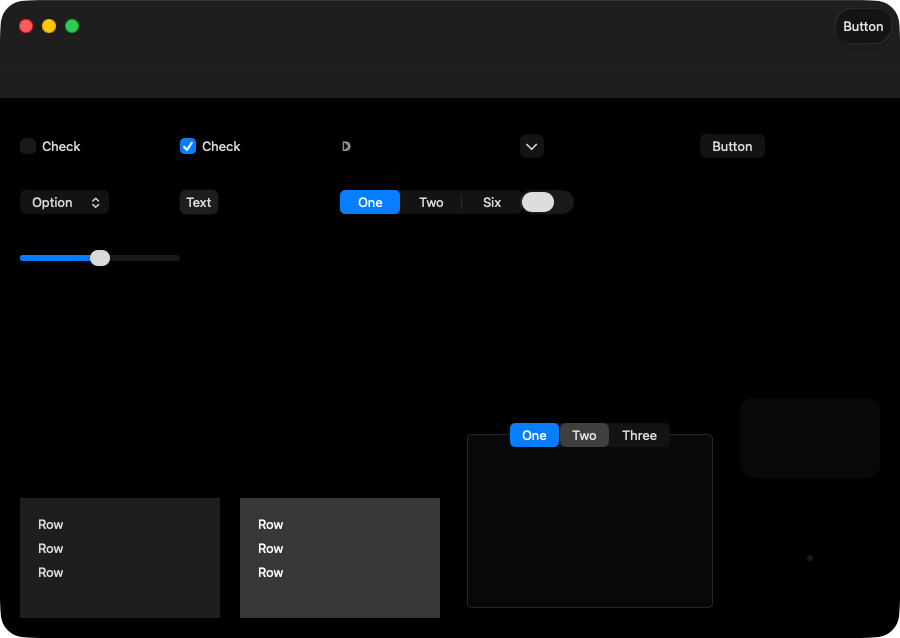 Button
Check
Check
Button
Option
Text
One
Two
Six
One
Two
Three
Row
Row
Row
Row
Row
Row